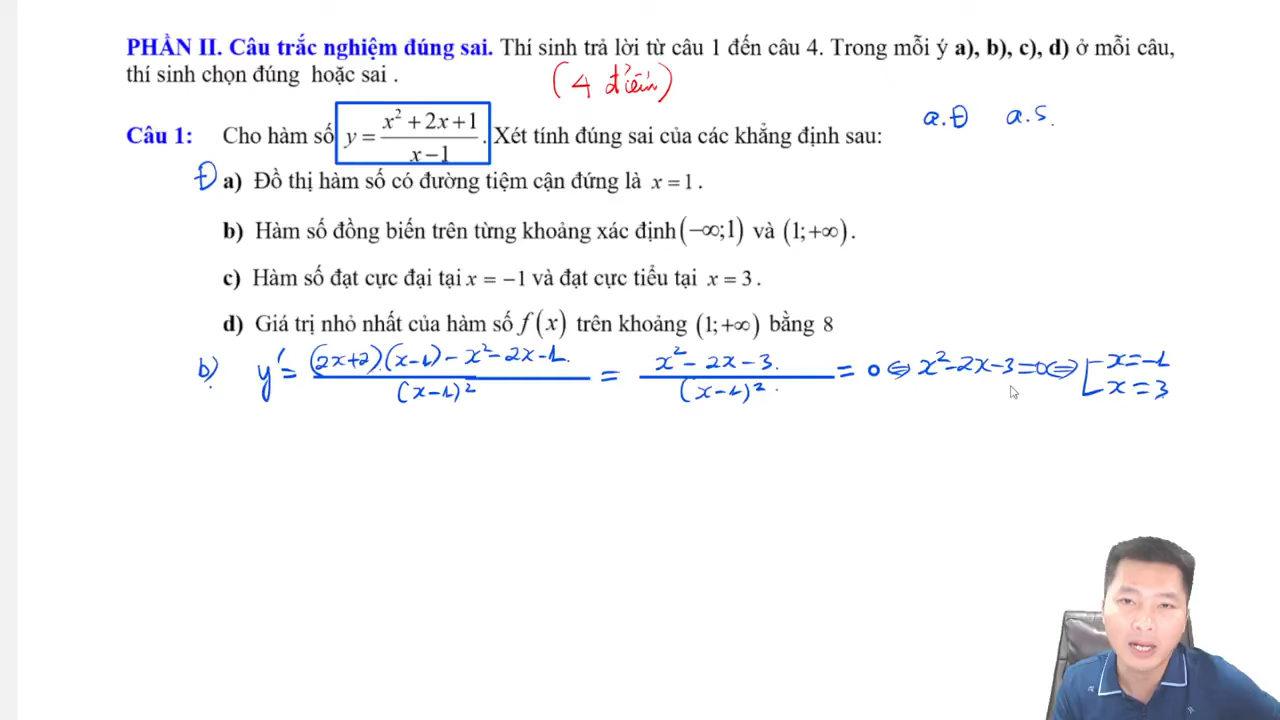 PHẦN II. Câu trắc nghiệm đúng sai. Thí sinh trả lời từ câu 1 đến câu 4. Trong mỗi ý a), b), c), d) ở mỗi câu,
thí sinh chọn đúng hoặc sai .
(4 điểm)
a.Đ a.S.
Câu 1: Cho hàm số y = (x² + 2x + 1)/(x − 1) . Xét tính đúng sai của các khẳng định sau:
Đ a) Đồ thị hàm số có đường tiệm cận đứng là x = 1 .
b) Hàm số đồng biến trên từng khoảng xác định (−∞;1) và (1;+∞).
c) Hàm số đạt cực đại tại x = −1 và đạt cực tiểu tại x = 3 .
d) Giá trị nhỏ nhất của hàm số f(x) trên khoảng (1;+∞) bằng 8
b) y' = ((2x+2).(x−1) − x² − 2x − 1)/(x−1)² = (x² − 2x − 3)/(x−1)² = 0 ⇔ x² − 2x − 3 = 0 ⇔ [ x = −1
x = 3